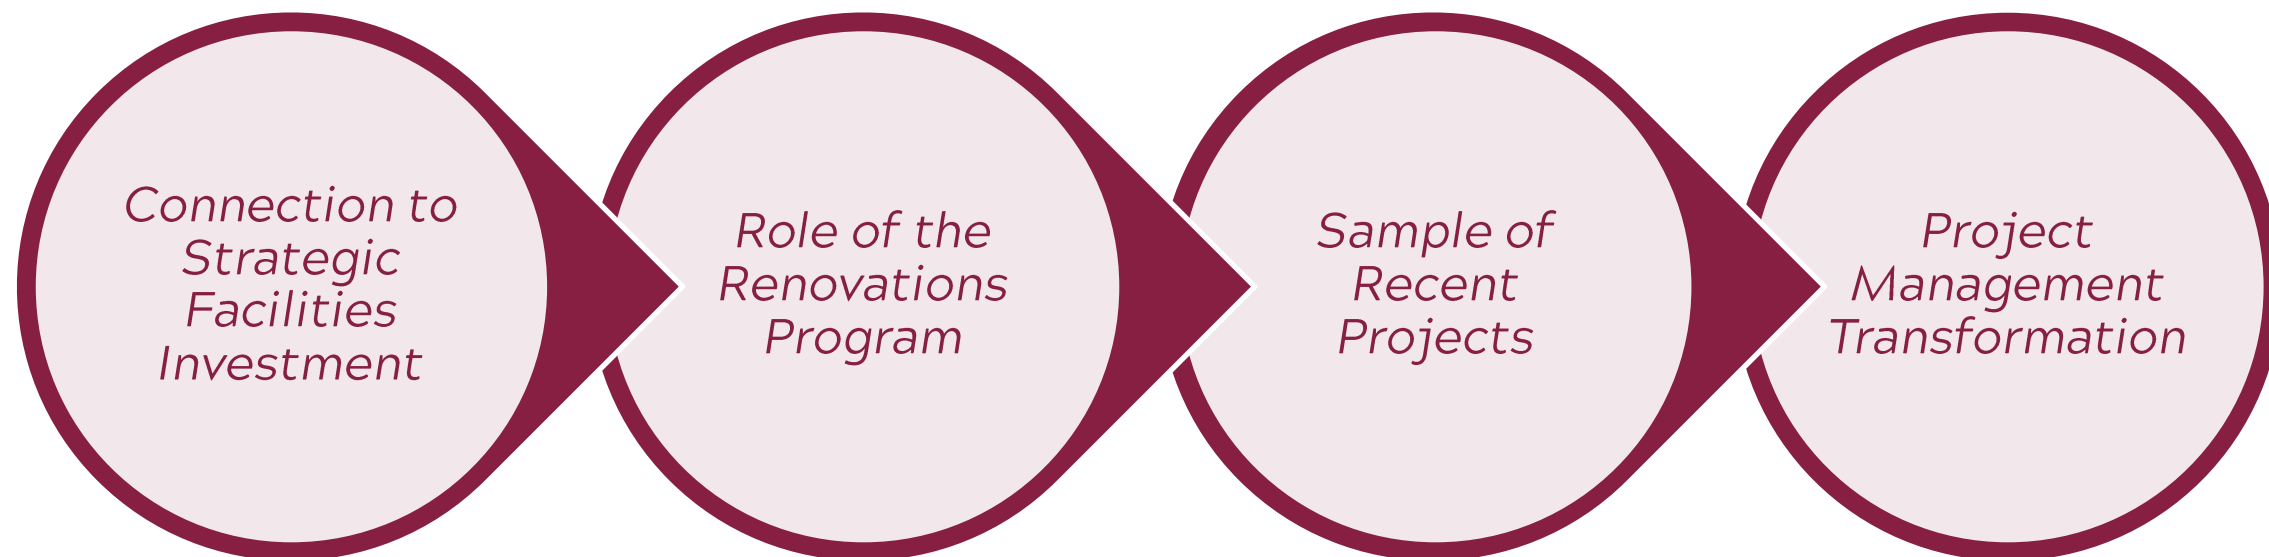 Connection to
Strategic
Facilities
Investment
Role of the
Renovations
Program
Sample of
Recent
Projects
Project
Management
Transformation